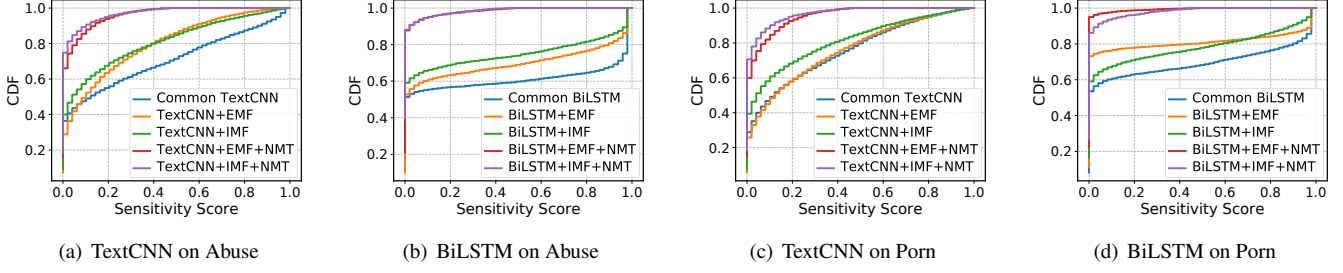 CDF
1.0
0.8
0.6
0.4
0.2
0.0 0.2 0.4 0.6 0.8 1.0
Sensitivity Score
Common TextCNN
TextCNN+EMF
TextCNN+IMF
TextCNN+EMF+NMT
TextCNN+IMF+NMT
(a) TextCNN on Abuse
CDF
1.0
0.8
0.6
0.4
0.2
0.0 0.2 0.4 0.6 0.8 1.0
Sensitivity Score
Common BiLSTM
BiLSTM+EMF
BiLSTM+IMF
BiLSTM+EMF+NMT
BiLSTM+IMF+NMT
(b) BiLSTM on Abuse
CDF
1.0
0.8
0.6
0.4
0.2
0.0 0.2 0.4 0.6 0.8 1.0
Sensitivity Score
Common TextCNN
TextCNN+EMF
TextCNN+IMF
TextCNN+EMF+NMT
TextCNN+IMF+NMT
(c) TextCNN on Porn
CDF
1.0
0.8
0.6
0.4
0.2
0.0 0.2 0.4 0.6 0.8 1.0
Sensitivity Score
Common BiLSTM
BiLSTM+EMF
BiLSTM+IMF
BiLSTM+EMF+NMT
BiLSTM+IMF+NMT
(d) BiLSTM on Porn